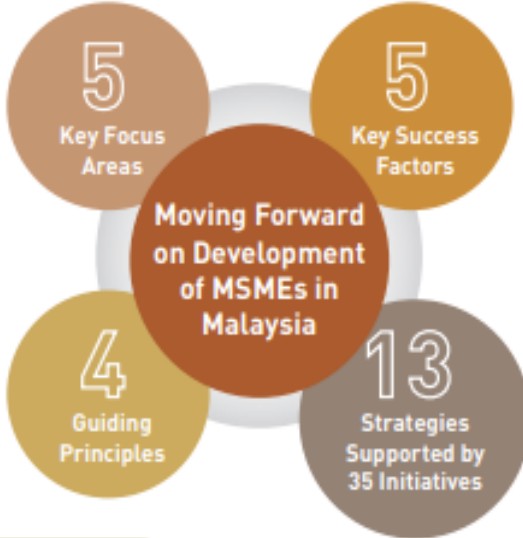 5
Key Focus
Areas
5
Key Success
Factors
Moving Forward
on Development
of MSMEs in
Malaysia
4
Guiding
Principles
13
Strategies
Supported by
35 Initiatives